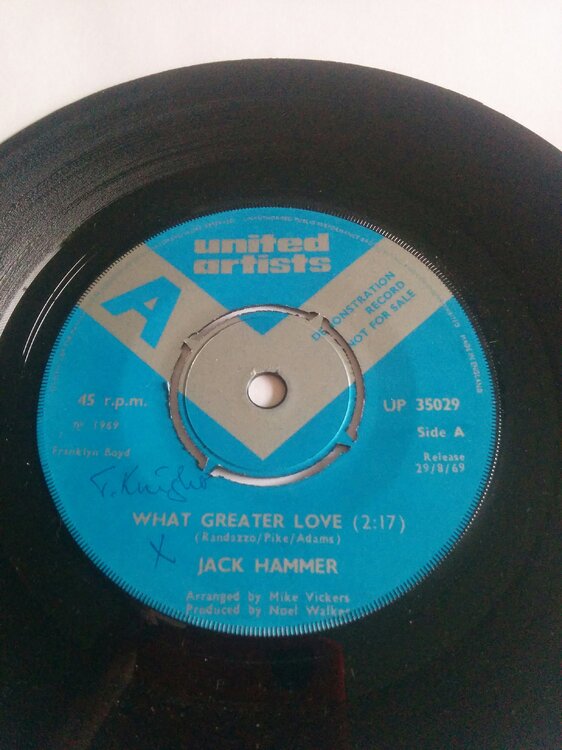 united
artists
A
DEMONSTRATION
RECORD
NOT FOR SALE
45 r.p.m.
℗ 1969
Franklyn Boyd
UP 35029
Side A
Release
29/8/69
WHAT GREATER LOVE (2:17)
(Randazzo/Pike/Adams)
X
JACK HAMMER
Arranged by Mike Vickers
Produced by Noel Walker